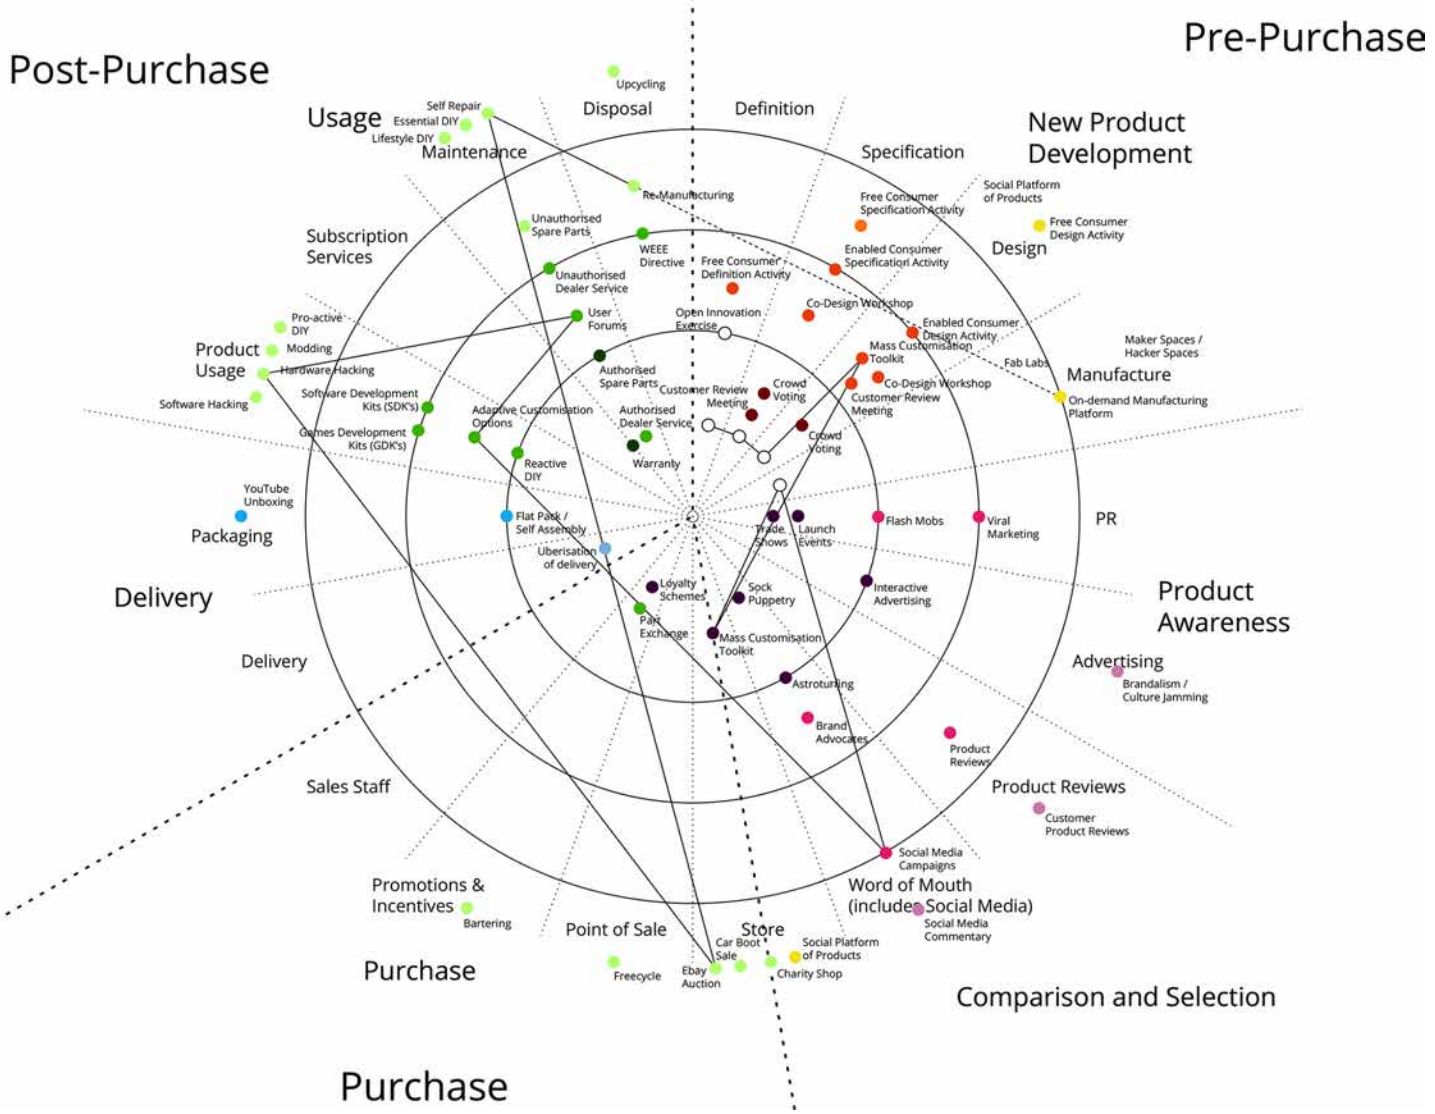 Pre-Purchase
Post-Purchase
Upcycling
Disposal
Definition
Usage
Self Repair
Essential DIY
Lifestyle DIY
Maintenance
New Product
Development
Specification
Re-Manufacturing
Free Consumer
Specification Activity
Social Platform
of Products
Free Consumer
Design Activity
Design
Subscription
Services
Unauthorised
Spare Parts
WEEE
Directive
Enabled Consumer
Specification Activity
Unauthorised
Dealer Service
Free Consumer
Definition Activity
Pro-active
DIY
User
Forums
Open Innovation
Exercise
Co-Design Workshop
Enabled Consumer
Design Activity
Product
Usage
Modding
Hardware Hacking
Mass Customisation
Toolkit
Fab Labs
Maker Spaces /
Hacker Spaces
Manufacture
Software Hacking
Software Development
Kits (SDK's)
Authorised
Spare Parts
Customer Review
Meeting
Crowd
Voting
Co-Design Workshop
Customer Review
Meeting
On-demand Manufacturing
Platform
Games Development
Kits (GDK's)
Adaptive Customisation
Options
Authorised
Dealer Service
Crowd
Voting
Reactive
DIY
Warranty
YouTube
Unboxing
Packaging
Flat Pack /
Self Assembly
Trade
Shows
Launch
Events
Flash Mobs
Viral
Marketing
PR
Uberisation
of delivery
Delivery
Loyalty
Schemes
Sock
Puppetry
Interactive
Advertising
Product
Awareness
Part
Exchange
Mass Customisation
Toolkit
Delivery
Advertising
Brandalism /
Culture Jamming
Astroturfing
Brand
Advocates
Product
Reviews
Sales Staff
Product Reviews
Customer
Product Reviews
Social Media
Campaigns
Promotions &
Incentives
Bartering
Word of Mouth
(includes Social Media)
Social Media
Commentary
Point of Sale
Store
Car Boot
Sale
Social Platform
of Products
Purchase
Freecycle
Ebay
Auction
Charity Shop
Comparison and Selection
Purchase